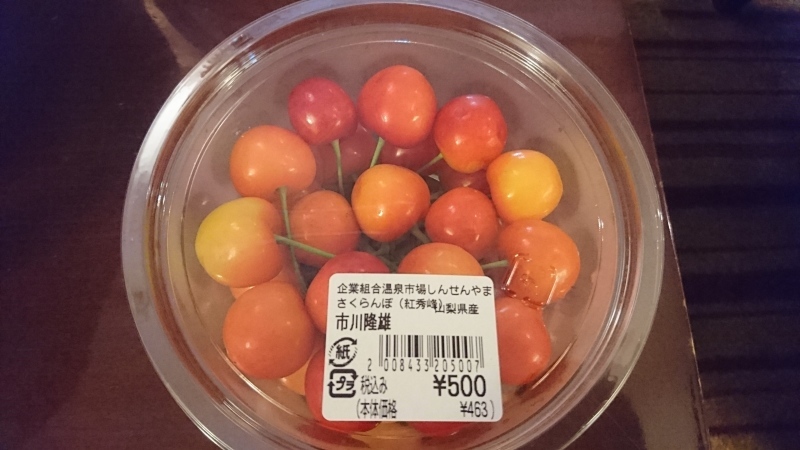 企業組合温泉市場しんせんやま
さくらんぼ（紅秀峰）山梨県産
市川隆雄
紙
プラ
2 008433 205007
税込み ¥500
(本体価格 ¥463)